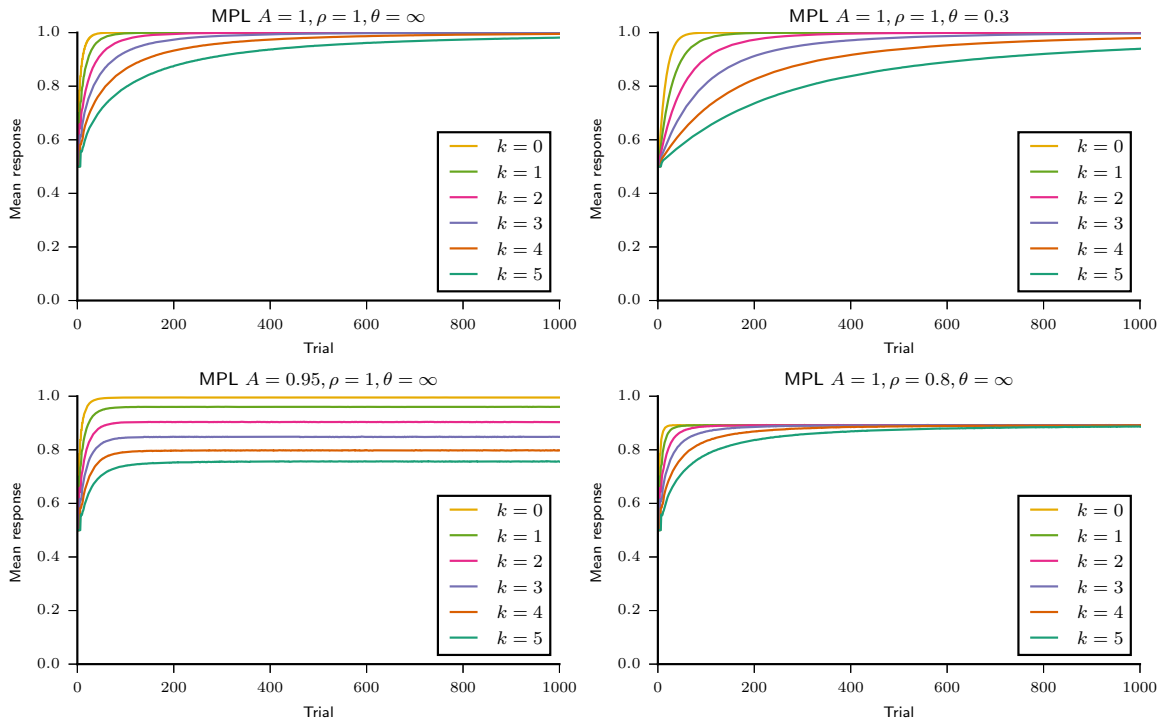 MPL A = 1, ρ = 1, θ = ∞
1.0
0.8
0.6
0.4
0.2
0.0
Mean response
k = 0
k = 1
k = 2
k = 3
k = 4
k = 5
0 200 400 600 800 1000
Trial
MPL A = 1, ρ = 1, θ = 0.3
1.0
0.8
0.6
0.4
0.2
0.0
Mean response
k = 0
k = 1
k = 2
k = 3
k = 4
k = 5
0 200 400 600 800 1000
Trial
MPL A = 0.95, ρ = 1, θ = ∞
1.0
0.8
0.6
0.4
0.2
0.0
Mean response
k = 0
k = 1
k = 2
k = 3
k = 4
k = 5
0 200 400 600 800 1000
Trial
MPL A = 1, ρ = 0.8, θ = ∞
1.0
0.8
0.6
0.4
0.2
0.0
Mean response
k = 0
k = 1
k = 2
k = 3
k = 4
k = 5
0 200 400 600 800 1000
Trial